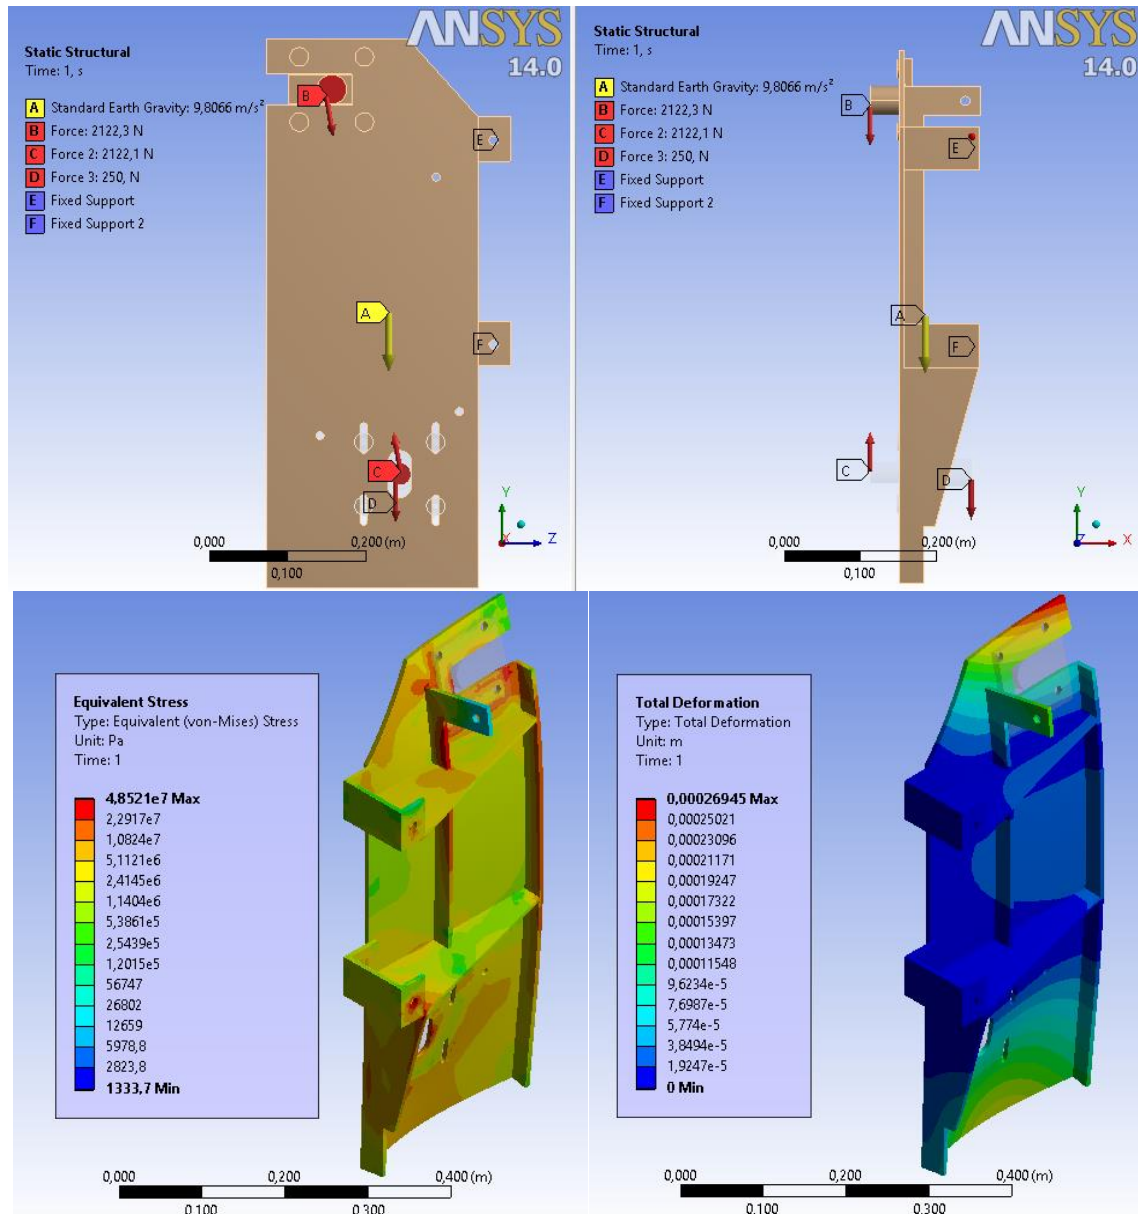 ANSYS
14.0
Static Structural
Time: 1, s
A Standard Earth Gravity: 9,8066 m/s²
B Force: 2122,3 N
C Force 2: 2122,1 N
D Force 3: 250, N
E Fixed Support
F Fixed Support 2
B
E
A
F
C
D
Y
X
Z
0,000
0,200 (m)
0,100
ANSYS
14.0
Static Structural
Time: 1, s
A Standard Earth Gravity: 9,8066 m/s²
B Force: 2122,3 N
C Force 2: 2122,1 N
D Force 3: 250, N
E Fixed Support
F Fixed Support 2
B
E
A
F
C
D
Y
Z
X
0,000
0,200 (m)
0,100
Equivalent Stress
Type: Equivalent (von-Mises) Stress
Unit: Pa
Time: 1
4,8521e7 Max
2,2917e7
1,0824e7
5,1121e6
2,4145e6
1,1404e6
5,3861e5
2,5439e5
1,2015e5
56747
26802
12659
5978,8
2823,8
1333,7 Min
0,000
0,200
0,400 (m)
0,100
0,300
Total Deformation
Type: Total Deformation
Unit: m
Time: 1
0,00026945 Max
0,00025021
0,00023096
0,00021171
0,00019247
0,00017322
0,00015397
0,00013473
0,00011548
9,6234e-5
7,6987e-5
5,774e-5
3,8494e-5
1,9247e-5
0 Min
0,000
0,200
0,400 (m)
0,100
0,300